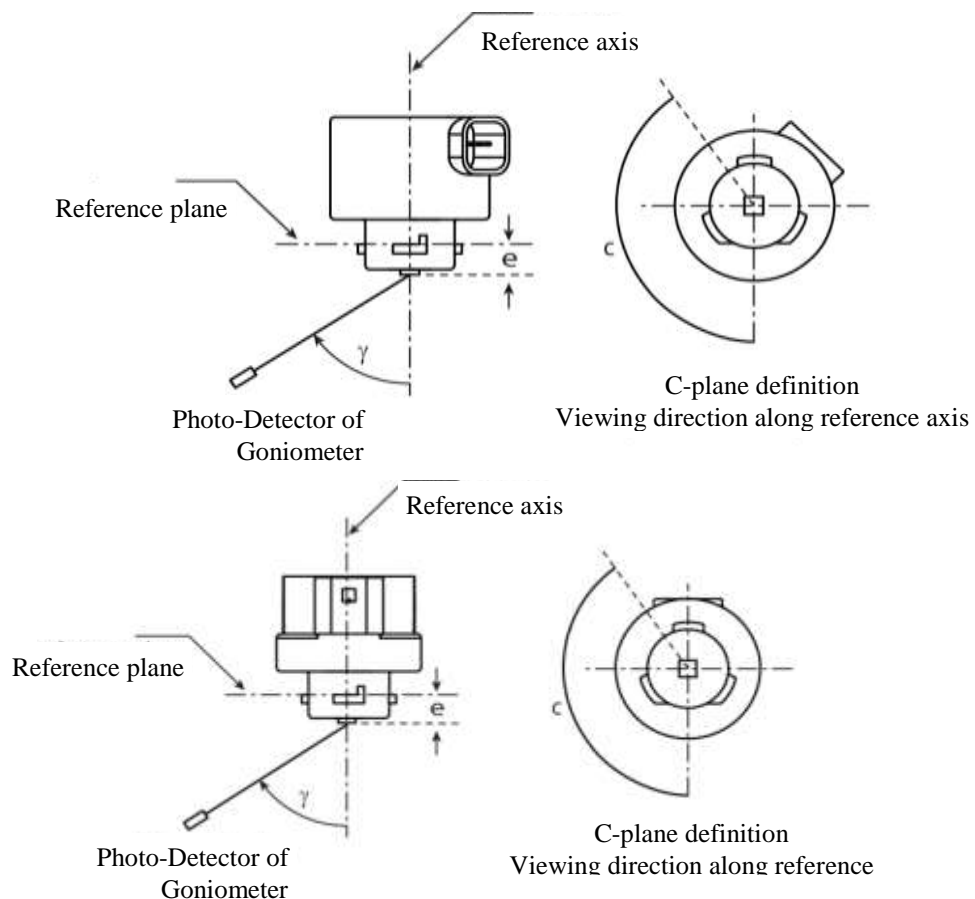 Reference axis
Reference plane
e
c
γ
Photo-Detector of
Goniometer
C-plane definition
Viewing direction along reference axis
Reference axis
Reference plane
e
c
γ
Photo-Detector of
Goniometer
C-plane definition
Viewing direction along reference